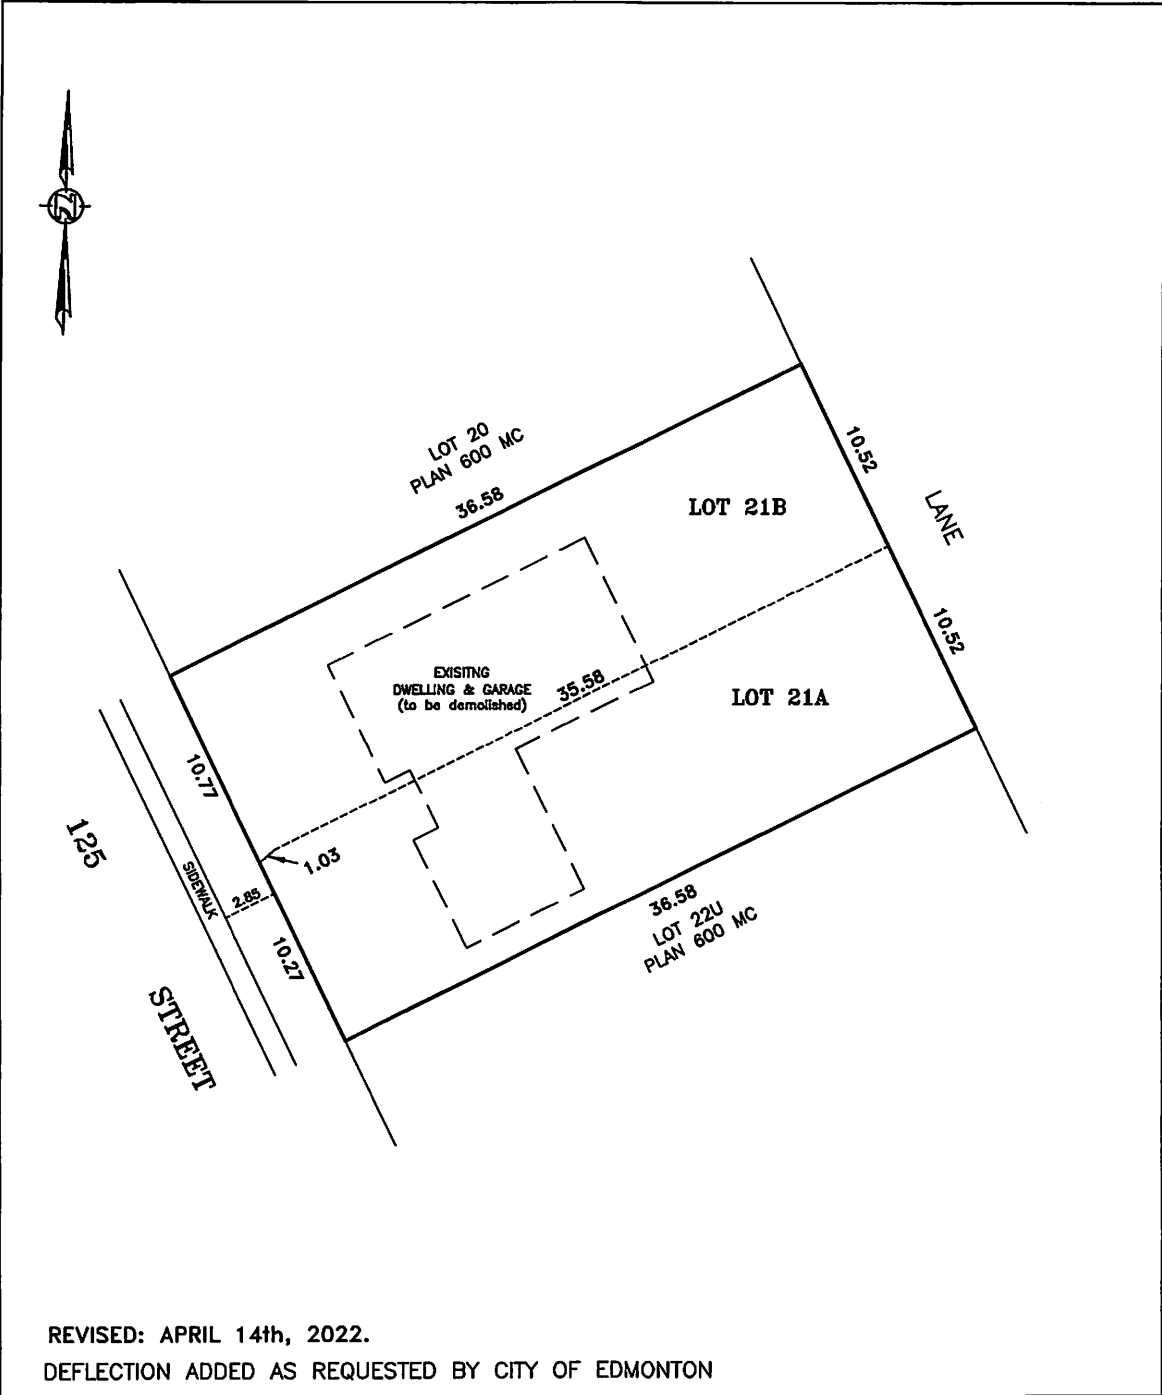 N
LOT 20
PLAN 600 MC
36.58
10.52
LOT 21B
LANE
10.52
EXISITNG
DWELLING & GARAGE
(to be demolished)
35.58
LOT 21A
10.77
125
SIDEWALK
1.03
2.85
36.58
LOT 22U
PLAN 600 MC
10.27
STREET
REVISED: APRIL 14th, 2022.
DEFLECTION ADDED AS REQUESTED BY CITY OF EDMONTON